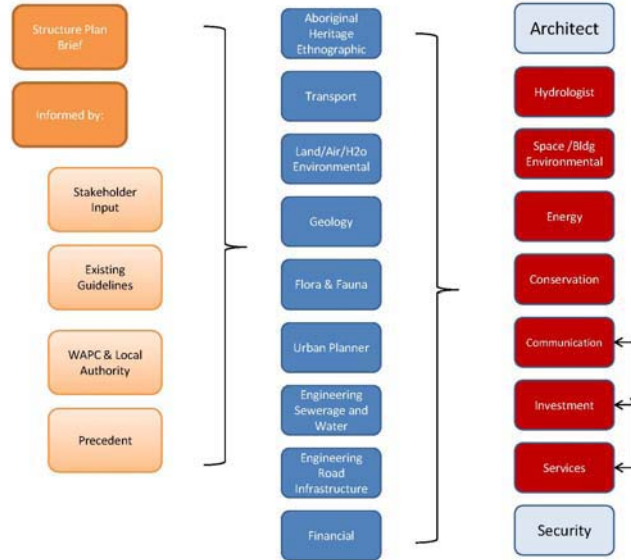 Structure Plan
Brief
Informed by:
Stakeholder
Input
Existing
Guidelines
WAPC & Local
Authority
Precedent
Aboriginal
Heritage
Ethnographic
Transport
Land/Air/H2o
Environmental
Geology
Flora & Fauna
Urban Planner
Engineering
Sewerage and
Water
Engineering
Road
Infrastructure
Financial
Architect
Hydrologist
Space /Bldg
Environmental
Energy
Conservation
Communication
Investment
Services
Security